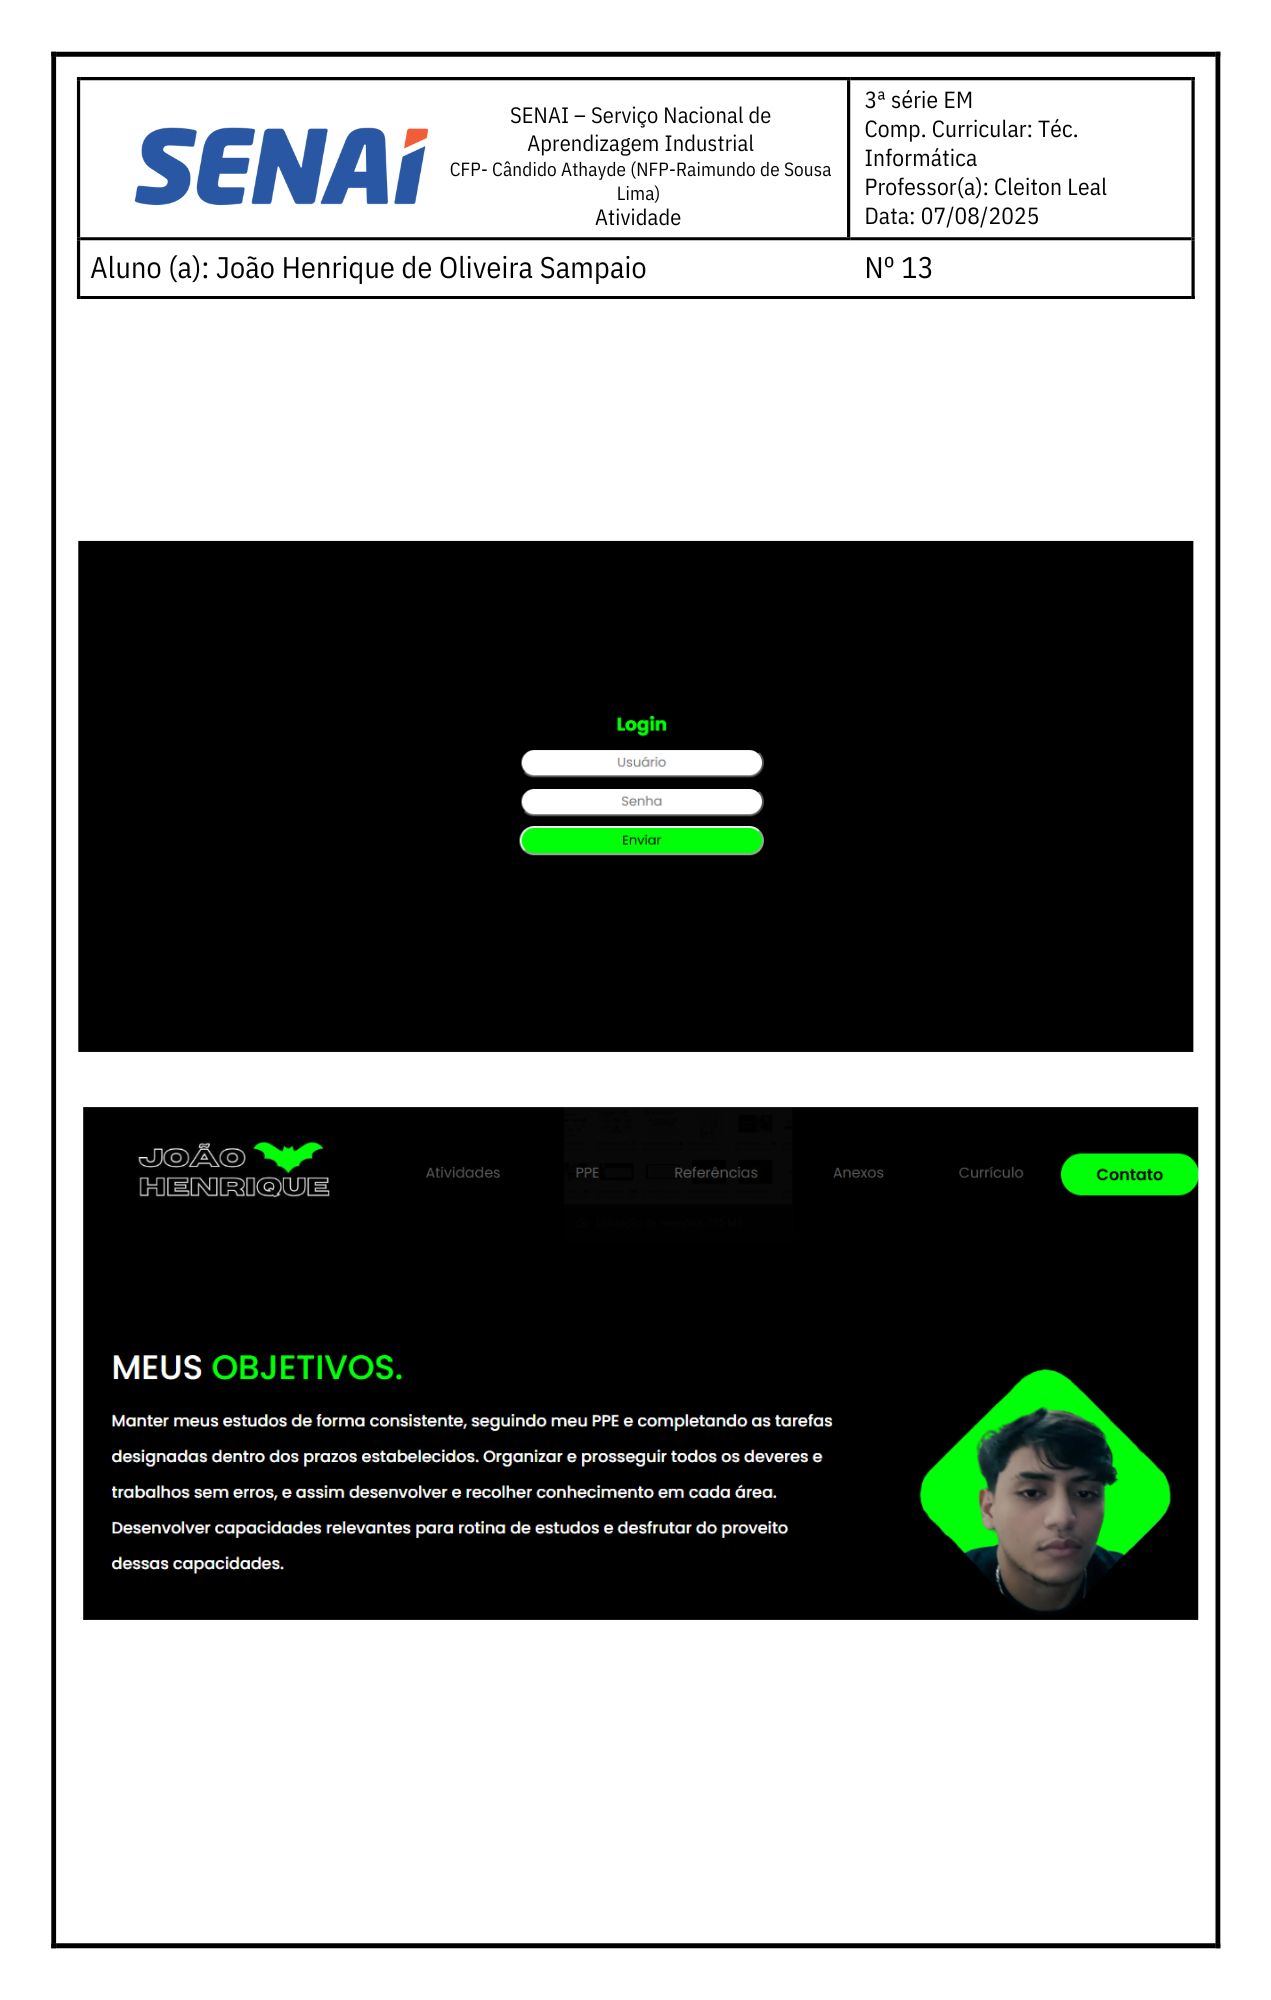 SENAI
SENAI – Serviço Nacional de
Aprendizagem Industrial
CFP- Cândido Athayde (NFP-Raimundo de Sousa
Lima)
Atividade
3ª série EM
Comp. Curricular: Téc.
Informática
Professor(a): Cleiton Leal
Data: 07/08/2025
Aluno (a): João Henrique de Oliveira Sampaio
Nº 13
Login
Usuário
Senha
Enviar
JOÃO
HENRIQUE
Atividades
PPE
Referências
Anexos
Currículo
Contato
MEUS OBJETIVOS.
Manter meus estudos de forma consistente, seguindo meu PPE e completando as tarefas
designadas dentro dos prazos estabelecidos. Organizar e prosseguir todos os deveres e
trabalhos sem erros, e assim desenvolver e recolher conhecimento em cada área.
Desenvolver capacidades relevantes para rotina de estudos e desfrutar do proveito
dessas capacidades.